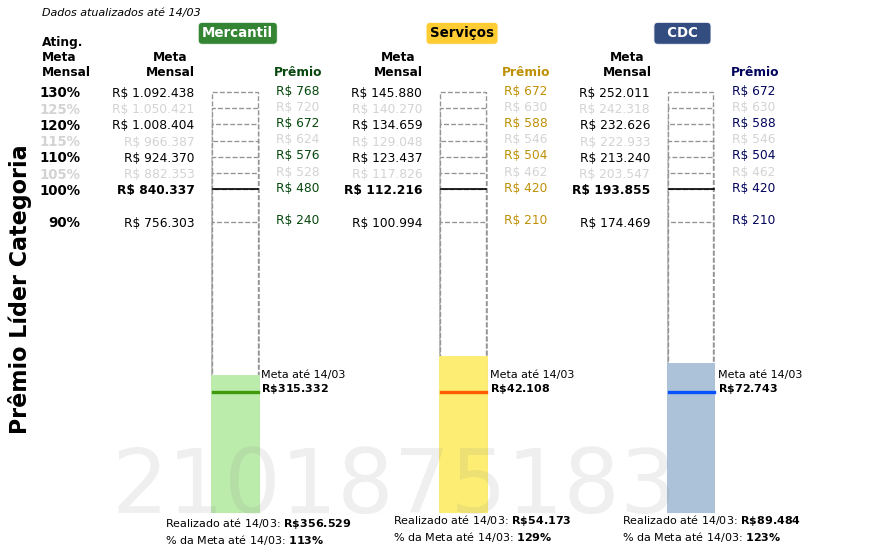 Dados atualizados até 14/03
Mercantil Serviços CDC
Ating.
Meta Meta Meta Meta
Mensal Mensal Prêmio Mensal Prêmio Mensal Prêmio
130% R$ 1.092.438 R$ 768 R$ 145.880 R$ 672 R$ 252.011 R$ 672
125% R$ 1.050.421 R$ 720 R$ 140.270 R$ 630 R$ 242.318 R$ 630
120% R$ 1.008.404 R$ 672 R$ 134.659 R$ 588 R$ 232.626 R$ 588
115% R$ 966.387 R$ 624 R$ 129.048 R$ 546 R$ 222.933 R$ 546
110% R$ 924.370 R$ 576 R$ 123.437 R$ 504 R$ 213.240 R$ 504
105% R$ 882.353 R$ 528 R$ 117.826 R$ 462 R$ 203.547 R$ 462
100% R$ 840.337 R$ 480 R$ 112.216 R$ 420 R$ 193.855 R$ 420
90% R$ 756.303 R$ 240 R$ 100.994 R$ 210 R$ 174.469 R$ 210
Prêmio Líder Categoria
Meta até 14/03 Meta até 14/03 Meta até 14/03
R$315.332 R$42.108 R$72.743
2101875183
Realizado até 14/03: R$356.529 Realizado até 14/03: R$54.173 Realizado até 14/03: R$89.484
% da Meta até 14/03: 113% % da Meta até 14/03: 129% % da Meta até 14/03: 123%